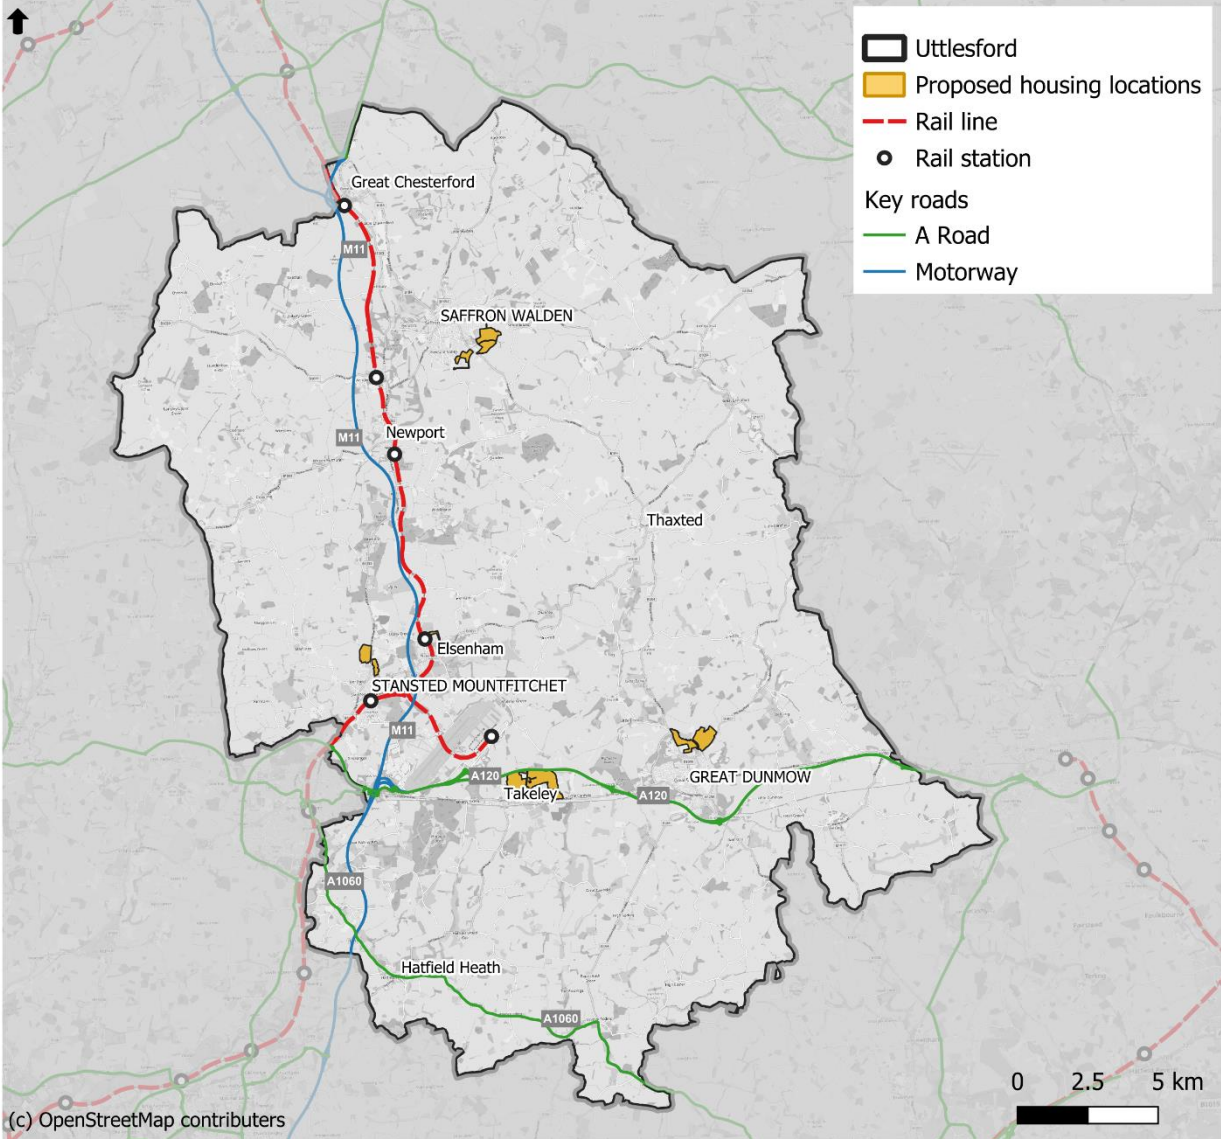 Uttlesford
Proposed housing locations
Rail line
Rail station
Key roads
A Road
Motorway
Great Chesterford
M11
SAFFRON WALDEN
Newport
M11
Thaxted
Elsenham
STANSTED MOUNTFITCHET
M11
A120
GREAT DUNMOW
Takeley
A120
A1060
Hatfield Heath
A1060
0 2.5 5 km
(c) OpenStreetMap contributers